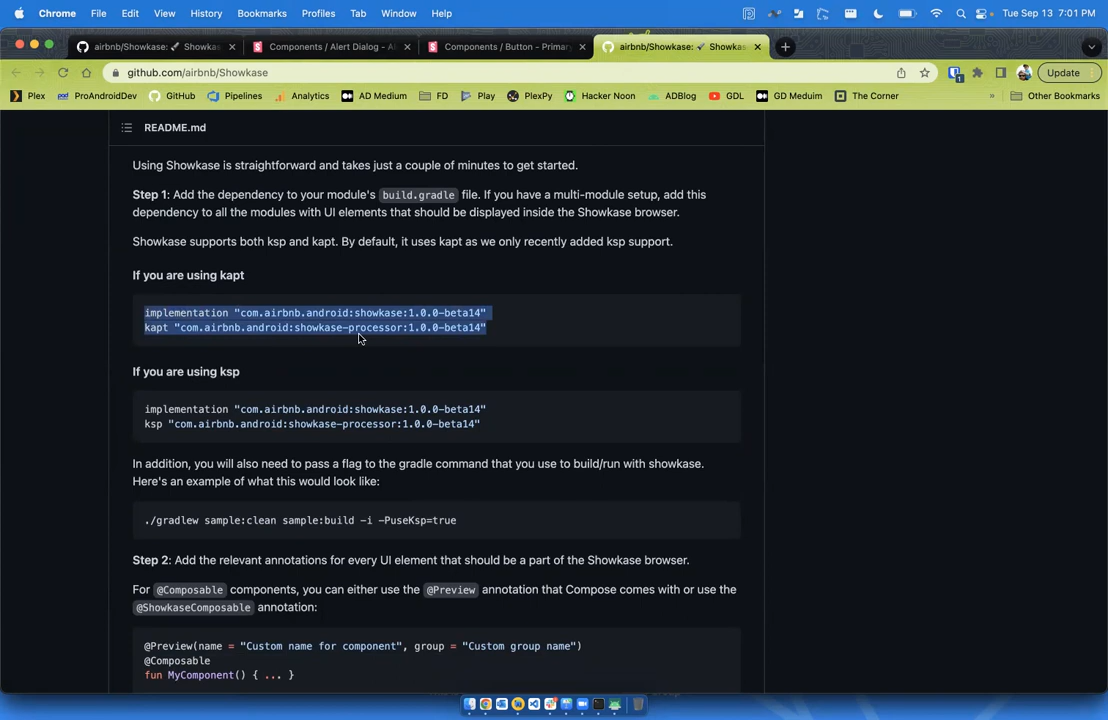 Chrome File Edit View History Bookmarks Profiles Tab Window Help Tue Sep 13 7:01 PM
airbnb/Showkase: Showkas Components / Alert Dialog - Al Components / Button - Primary airbnb/Showkase: Showkas
github.com/airbnb/Showkase Update
Plex ProAndroidDev GitHub Pipelines Analytics AD Medium FD Play PlexPy Hacker Noon ADBlog GDL GD Meduim The Corner » Other Bookmarks
README.md
Using Showkase is straightforward and takes just a couple of minutes to get started.
Step 1: Add the dependency to your module's build.gradle file. If you have a multi-module setup, add this
dependency to all the modules with UI elements that should be displayed inside the Showkase browser.
Showkase supports both ksp and kapt. By default, it uses kapt as we only recently added ksp support.
If you are using kapt
implementation "com.airbnb.android:showkase:1.0.0-beta14"
kapt "com.airbnb.android:showkase-processor:1.0.0-beta14"
If you are using ksp
implementation "com.airbnb.android:showkase:1.0.0-beta14"
ksp "com.airbnb.android:showkase-processor:1.0.0-beta14"
In addition, you will also need to pass a flag to the gradle command that you use to build/run with showkase.
Here's an example of what this would look like:
./gradlew sample:clean sample:build -i -PuseKsp=true
Step 2: Add the relevant annotations for every UI element that should be a part of the Showkase browser.
For @Composable components, you can either use the @Preview annotation that Compose comes with or use the
@ShowkaseComposable annotation:
@Preview(name = "Custom name for component", group = "Custom group name")
@Composable
fun MyComponent() { ... }